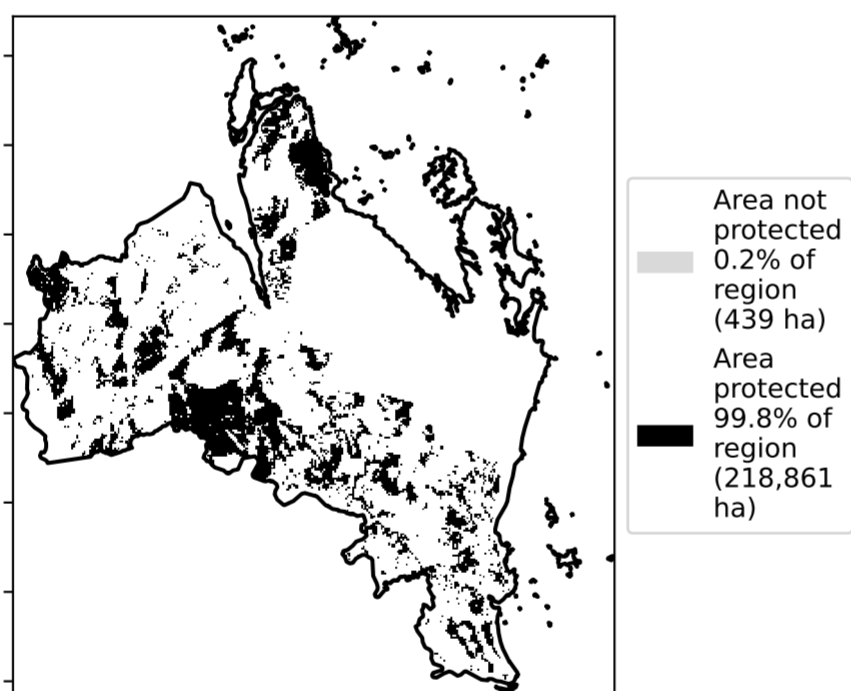 Area not
protected
0.2% of
region
(439 ha)
Area
protected
99.8% of
region
(218,861
ha)